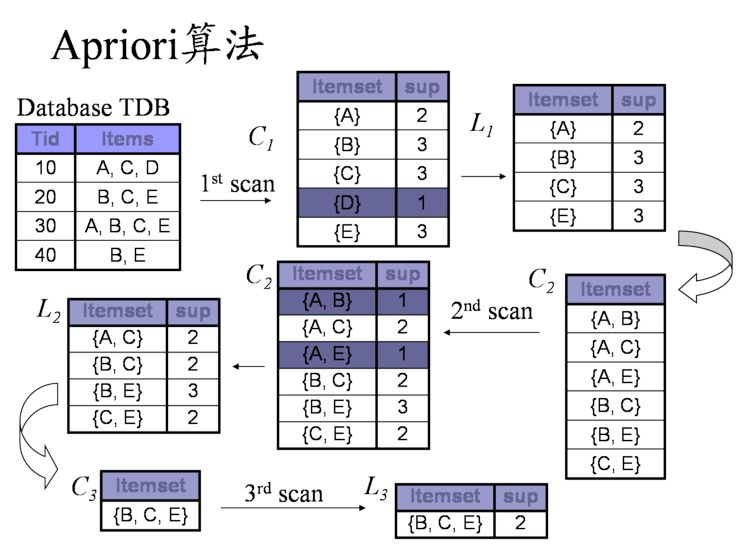 Apriori算法
Database TDB
Tid Items
10 A, C, D
20 B, C, E
30 A, B, C, E
40 B, E
1st scan
C1
Itemset sup
{A} 2
{B} 3
{C} 3
{D} 1
{E} 3
L1
Itemset sup
{A} 2
{B} 3
{C} 3
{E} 3
C2
Itemset
{A, B}
{A, C}
{A, E}
{B, C}
{B, E}
{C, E}
2nd scan
C2
Itemset sup
{A, B} 1
{A, C} 2
{A, E} 1
{B, C} 2
{B, E} 3
{C, E} 2
L2
Itemset sup
{A, C} 2
{B, C} 2
{B, E} 3
{C, E} 2
C3
Itemset
{B, C, E}
3rd scan
L3
Itemset sup
{B, C, E} 2